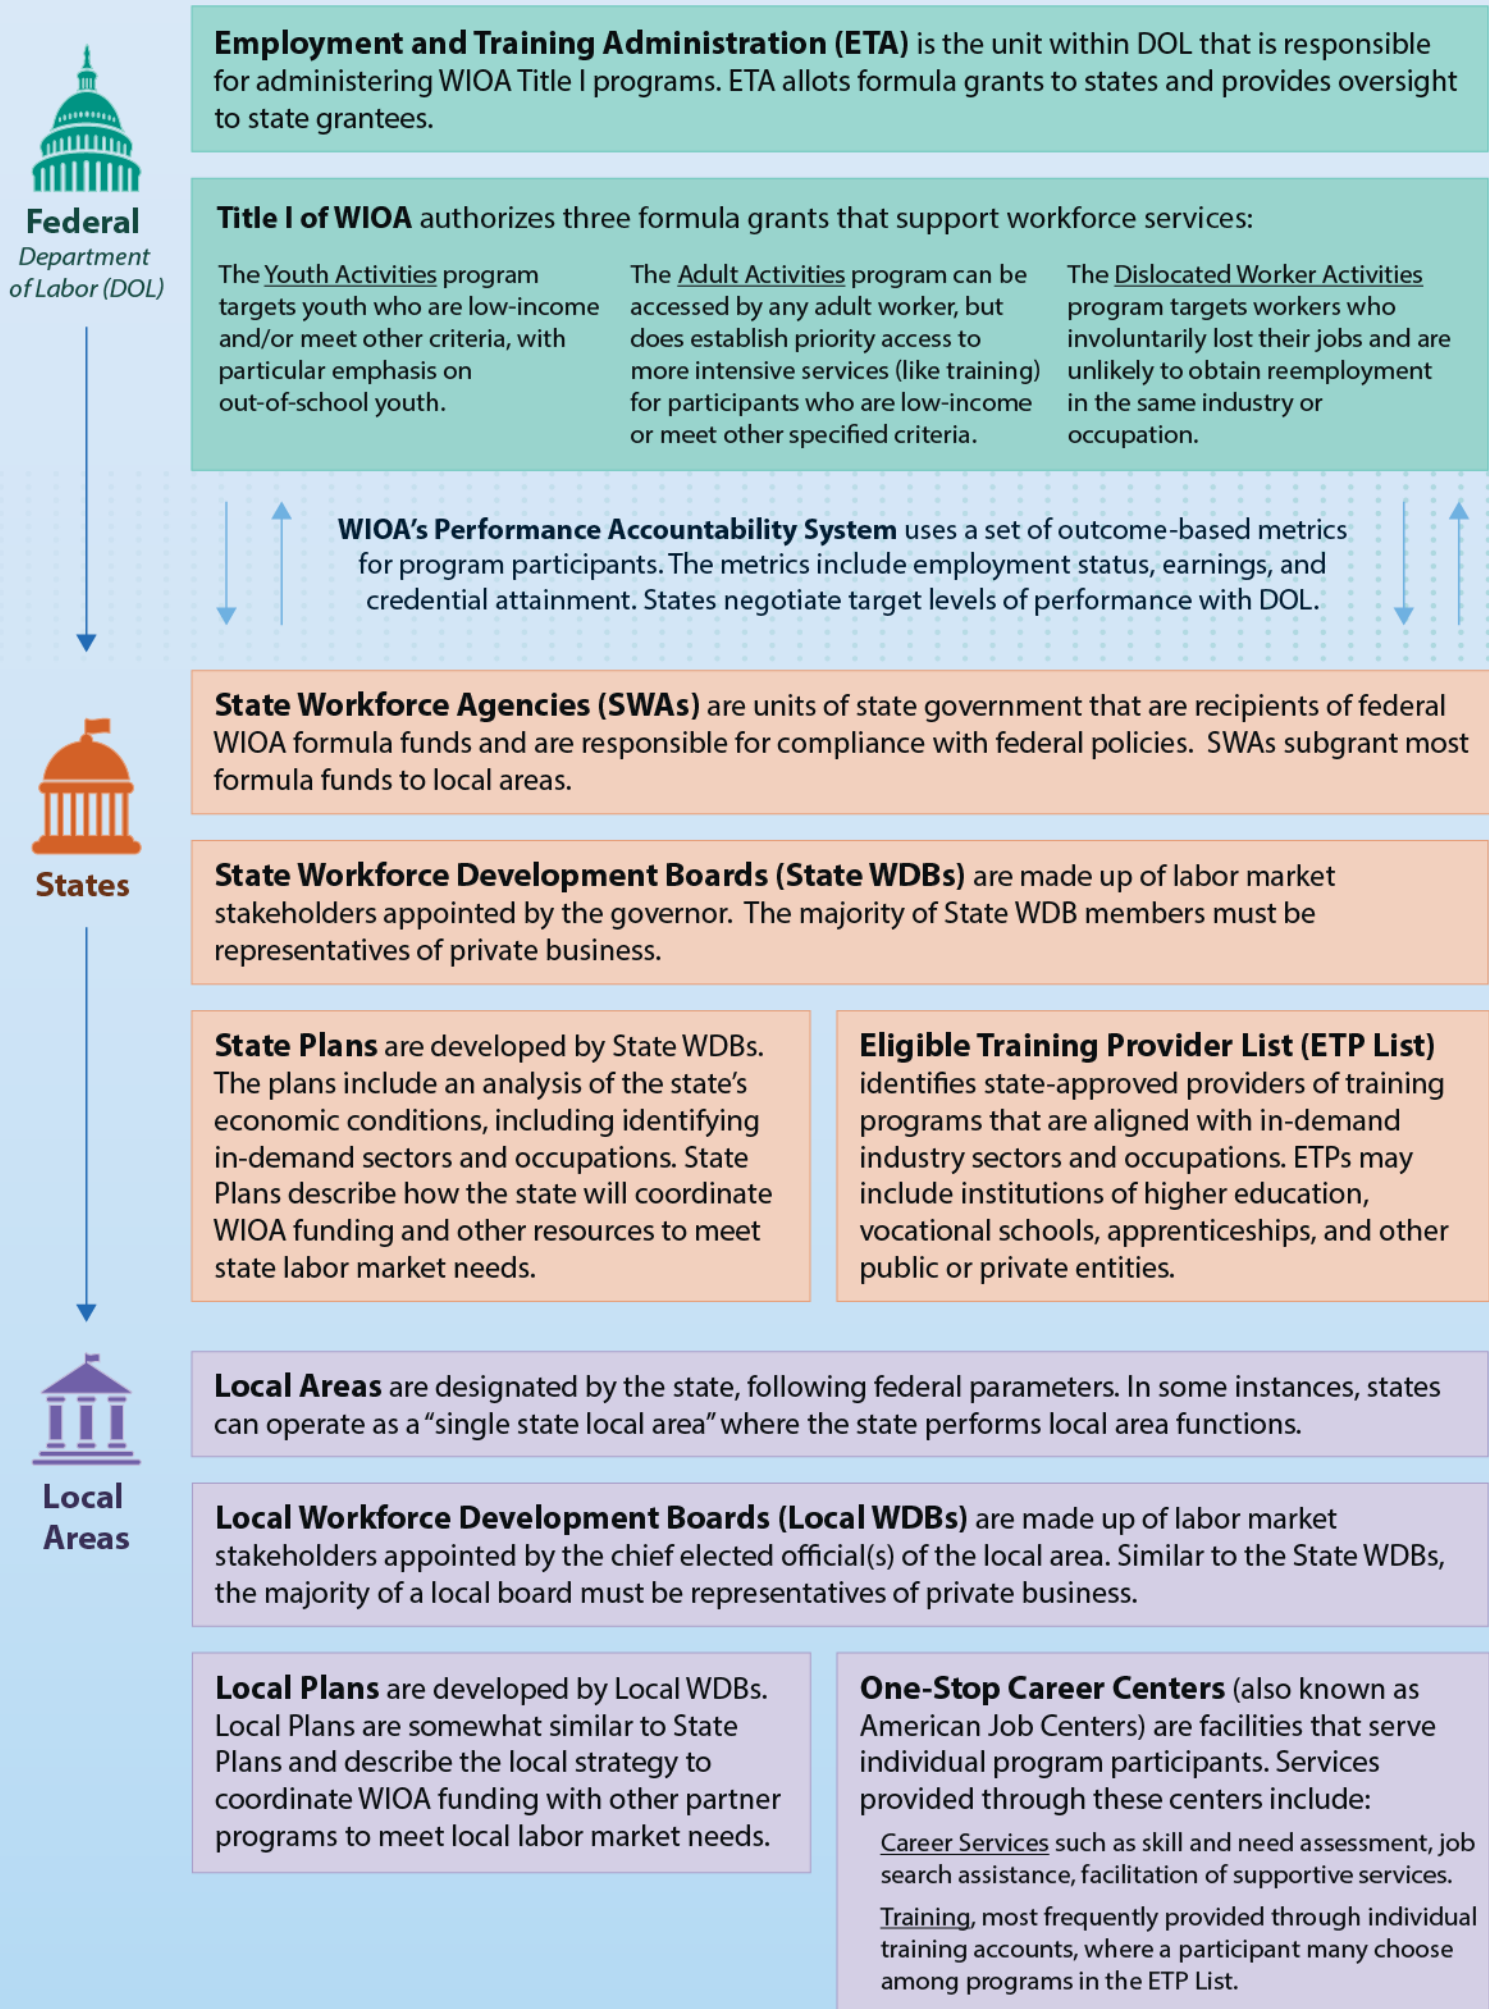 Employment and Training Administration (ETA) is the unit within DOL that is responsible
for administering WIOA Title I programs. ETA allots formula grants to states and provides oversight
to state grantees.
Federal
Department
of Labor (DOL)
Title I of WIOA authorizes three formula grants that support workforce services:
The Youth Activities program
targets youth who are low-income
and/or meet other criteria, with
particular emphasis on
out-of-school youth.
The Adult Activities program can be
accessed by any adult worker, but
does establish priority access to
more intensive services (like training)
for participants who are low-income
or meet other specified criteria.
The Dislocated Worker Activities
program targets workers who
involuntarily lost their jobs and are
unlikely to obtain reemployment
in the same industry or
occupation.
WIOA's Performance Accountability System uses a set of outcome-based metrics
for program participants. The metrics include employment status, earnings, and
credential attainment. States negotiate target levels of performance with DOL.
States
State Workforce Agencies (SWAs) are units of state government that are recipients of federal
WIOA formula funds and are responsible for compliance with federal policies. SWAs subgrant most
formula funds to local areas.
State Workforce Development Boards (State WDBs) are made up of labor market
stakeholders appointed by the governor. The majority of State WDB members must be
representatives of private business.
State Plans are developed by State WDBs.
The plans include an analysis of the state's
economic conditions, including identifying
in-demand sectors and occupations. State
Plans describe how the state will coordinate
WIOA funding and other resources to meet
state labor market needs.
Eligible Training Provider List (ETP List)
identifies state-approved providers of training
programs that are aligned with in-demand
industry sectors and occupations. ETPs may
include institutions of higher education,
vocational schools, apprenticeships, and other
public or private entities.
Local
Areas
Local Areas are designated by the state, following federal parameters. In some instances, states
can operate as a "single state local area" where the state performs local area functions.
Local Workforce Development Boards (Local WDBs) are made up of labor market
stakeholders appointed by the chief elected official(s) of the local area. Similar to the State WDBs,
the majority of a local board must be representatives of private business.
Local Plans are developed by Local WDBs.
Local Plans are somewhat similar to State
Plans and describe the local strategy to
coordinate WIOA funding with other partner
programs to meet local labor market needs.
One-Stop Career Centers (also known as
American Job Centers) are facilities that serve
individual program participants. Services
provided through these centers include:
Career Services such as skill and need assessment, job
search assistance, facilitation of supportive services.
Training, most frequently provided through individual
training accounts, where a participant many choose
among programs in the ETP List.